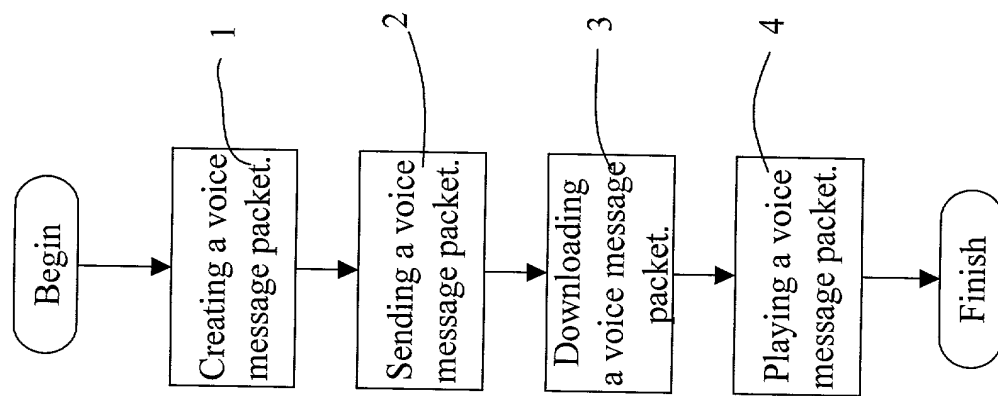 Begin
Creating a voice
message packet.
1
Sending a voice
message packet.
2
Downloading
a voice message
packet.
3
Playing a voice
message packet.
4
Finish